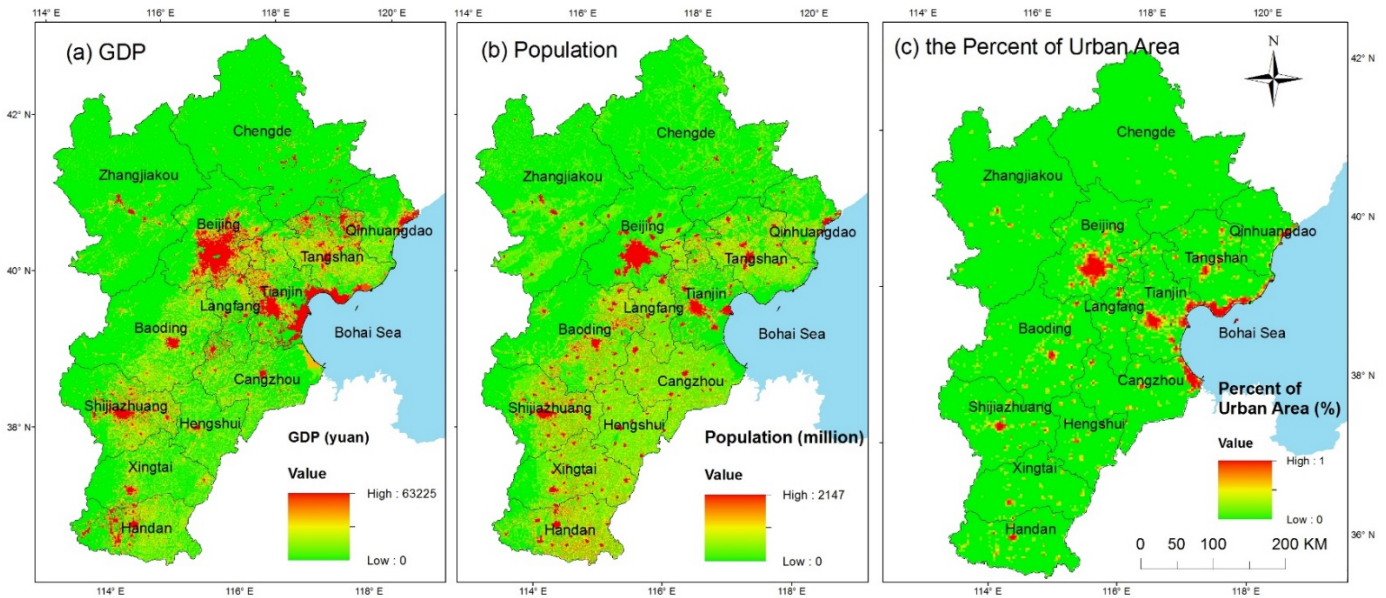 114° E
116° E
118° E
120° E
114° E
116° E
118° E
120° E
114° E
116° E
118° E
120° E
(a) GDP
(b) Population
(c) the Percent of Urban Area
N
42° N
40° N
38° N
42° N
40° N
38° N
36° N
Chengde
Zhangjiakou
Beijing
Qinhuangdao
Tangshan
Tianjin
Langfang
Baoding
Bohai Sea
Cangzhou
Shijiazhuang
Hengshui
Xingtai
Handan
GDP (yuan)
Value
High : 63225
Low : 0
Chengde
Zhangjiakou
Beijing
Qinhuangdao
Tangshan
Tianjin
Langfang
Baoding
Bohai Sea
Cangzhou
Shijiazhuang
Hengshui
Xingtai
Handan
Population (million)
Value
High : 2147
Low : 0
Chengde
Zhangjiakou
Beijing
Qinhuangdao
Tangshan
Tianjin
Langfang
Baoding
Bohai Sea
Cangzhou
Shijiazhuang
Hengshui
Xingtai
Handan
Percent of
Urban Area (%)
Value
High : 1
Low : 0
0 50 100 200 KM
114° E
116° E
118° E
114° E
116° E
118° E
114° E
116° E
118° E